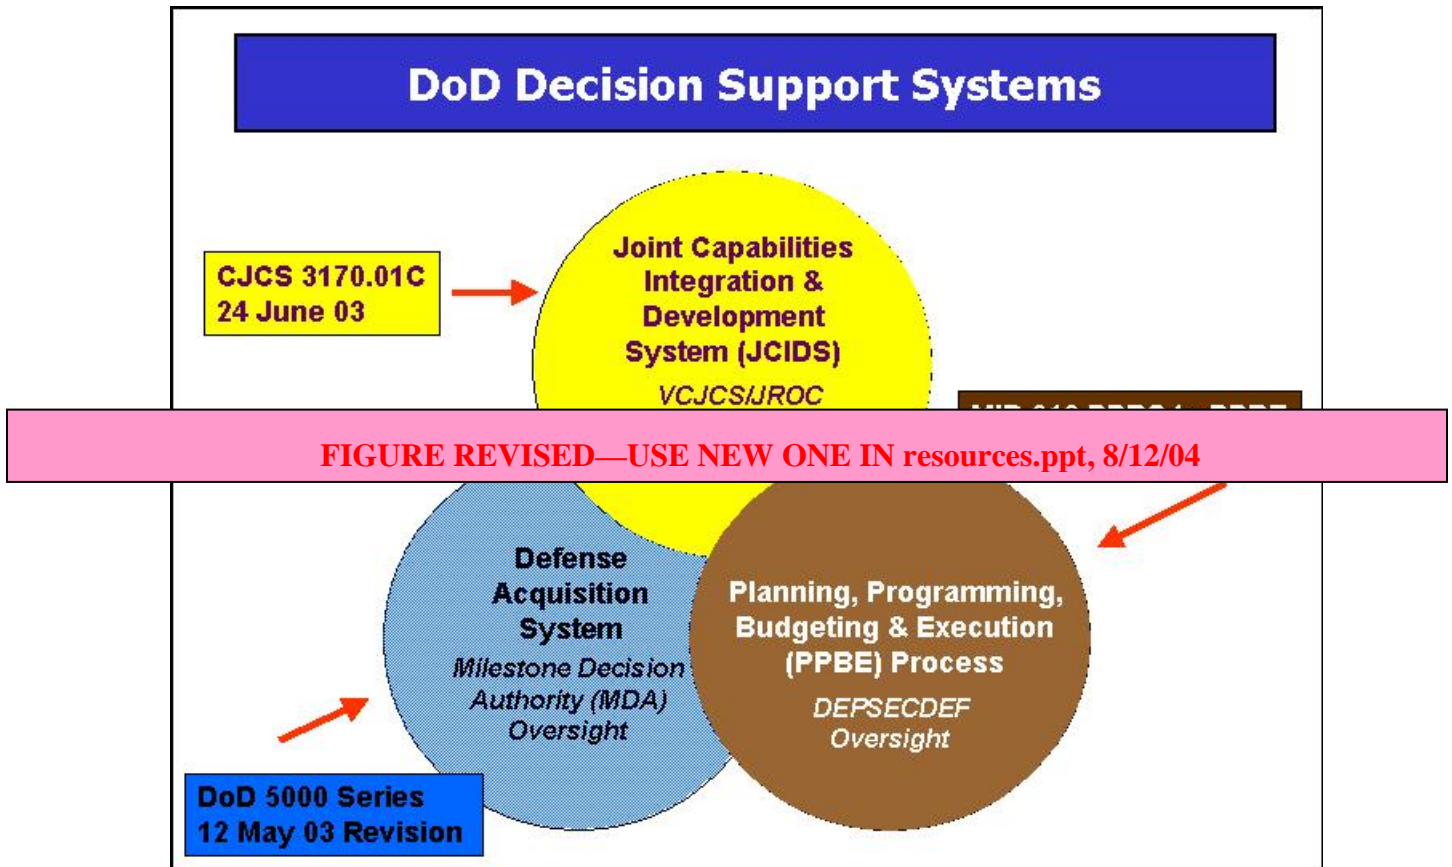 DoD Decision Support Systems
Joint Capabilities
Integration &
Development
System (JCIDS)
VCJCS/JROC
CJCS 3170.01C
24 June 03
FIGURE REVISED—USE NEW ONE IN resources.ppt, 8/12/04
Defense
Acquisition
System
Milestone Decision
Authority (MDA)
Oversight
Planning, Programming,
Budgeting & Execution
(PPBE) Process
DEPSECDEF
Oversight
DoD 5000 Series
12 May 03 Revision